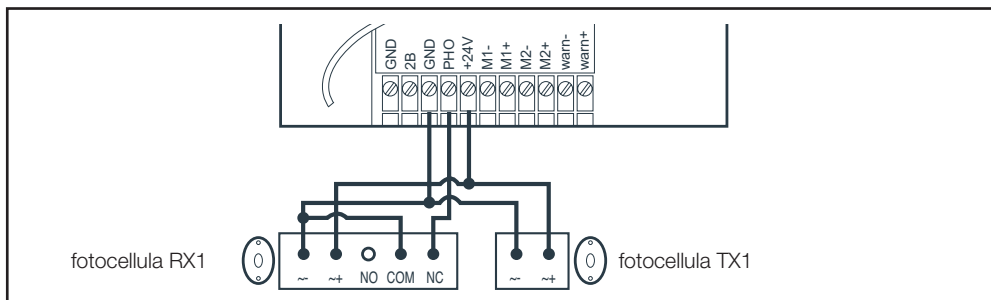 GND 2B GND PHO +24V M1- M1+ M2- M2+ warn- warn+
fotocellula RX1
~- ~+ NO COM NC
~- ~+
fotocellula TX1